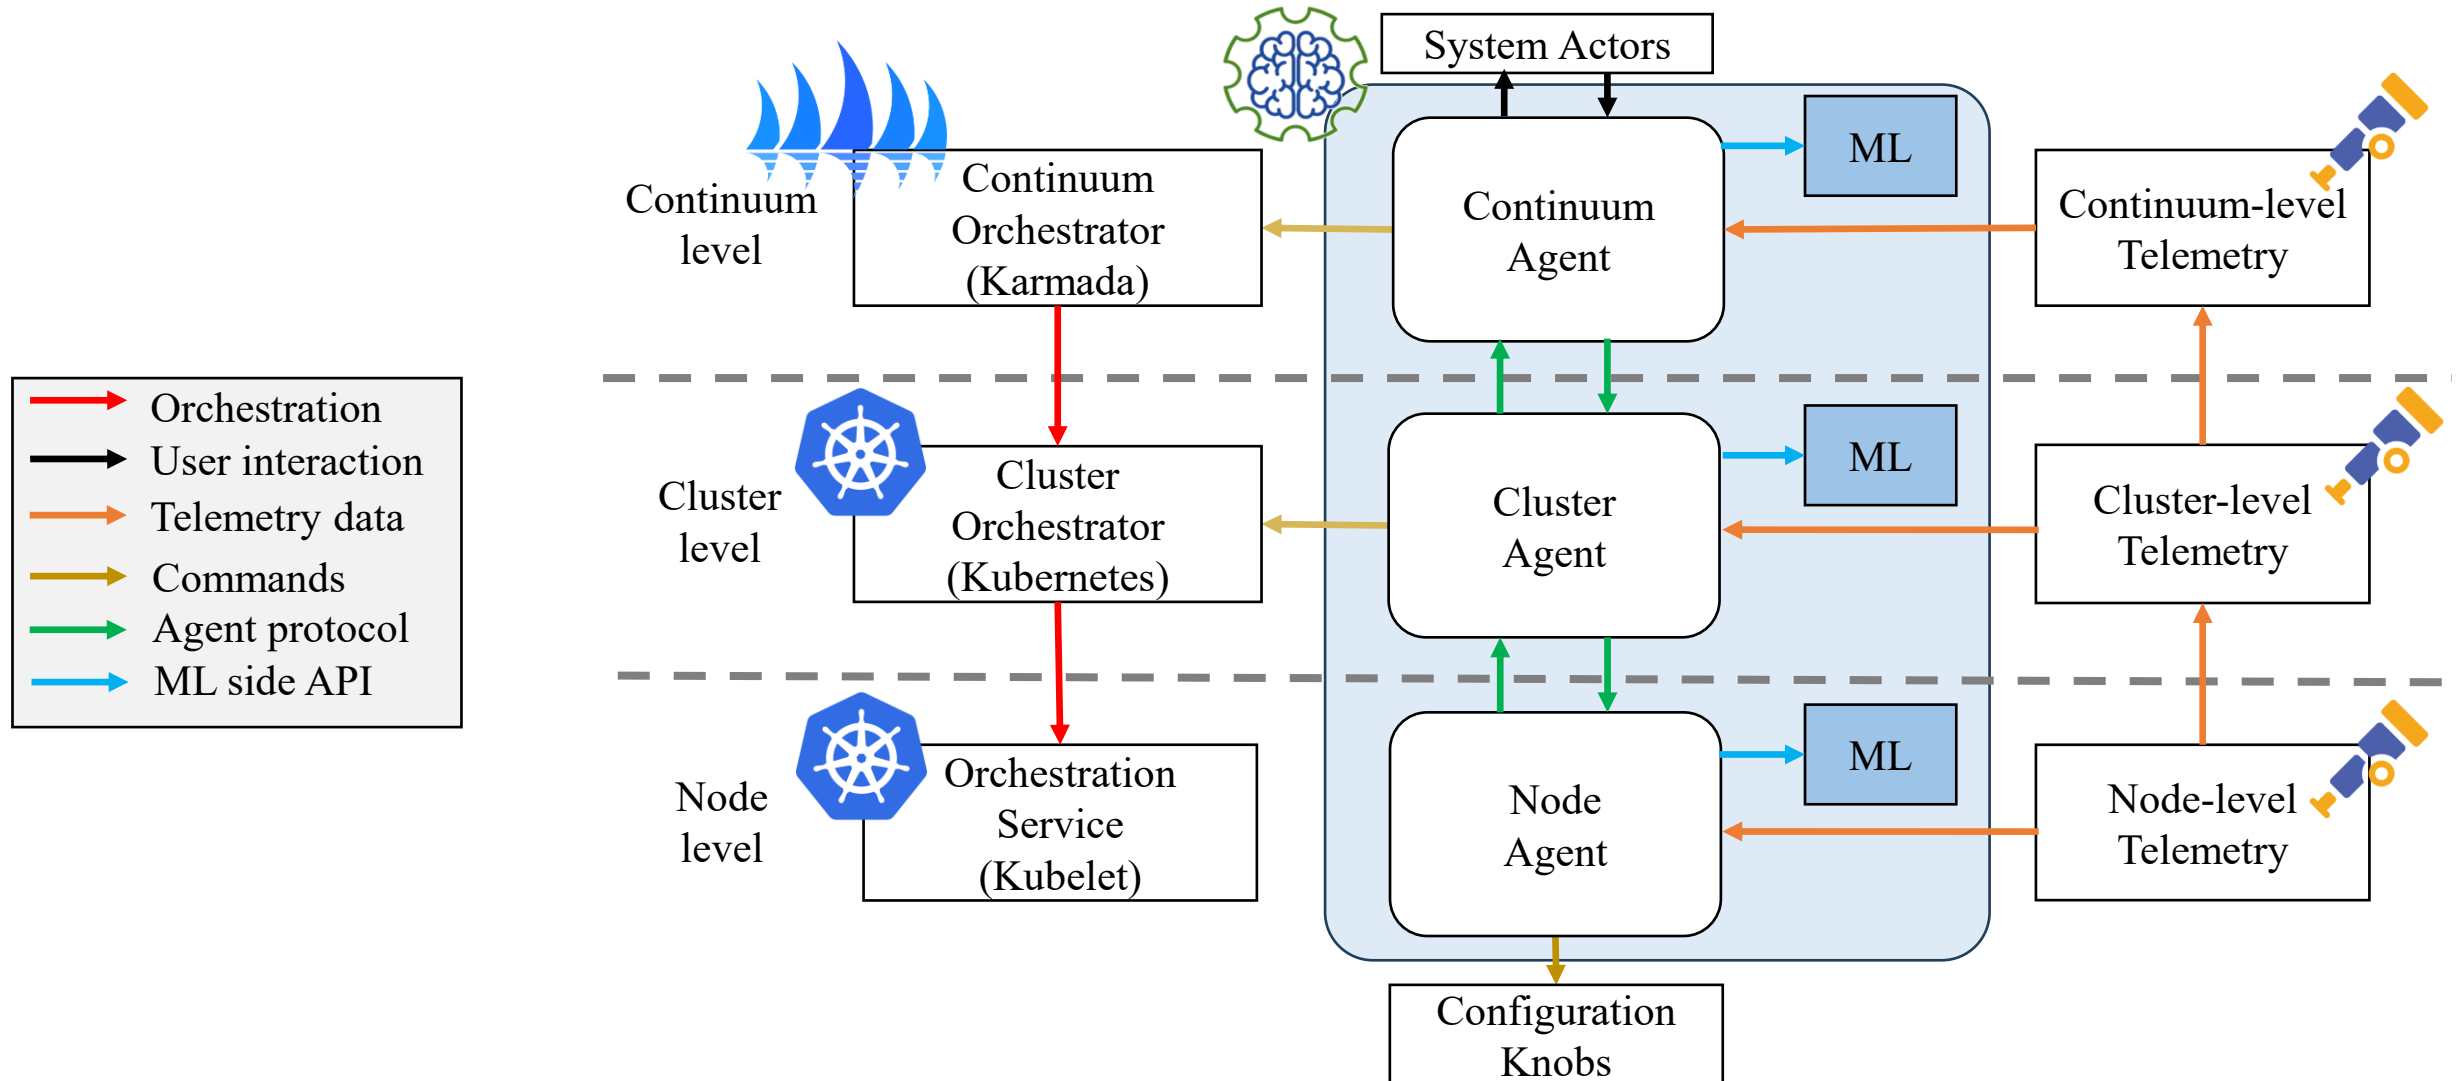 System Actors
Continuum
level
Continuum
Orchestrator
(Karmada)
Continuum
Agent
ML
Continuum-level
Telemetry
Orchestration
User interaction
Telemetry data
Commands
Agent protocol
ML side API
Cluster
level
Cluster
Orchestrator
(Kubernetes)
Cluster
Agent
ML
Cluster-level
Telemetry
Node
level
Orchestration
Service
(Kubelet)
Node
Agent
ML
Node-level
Telemetry
Configuration
Knobs